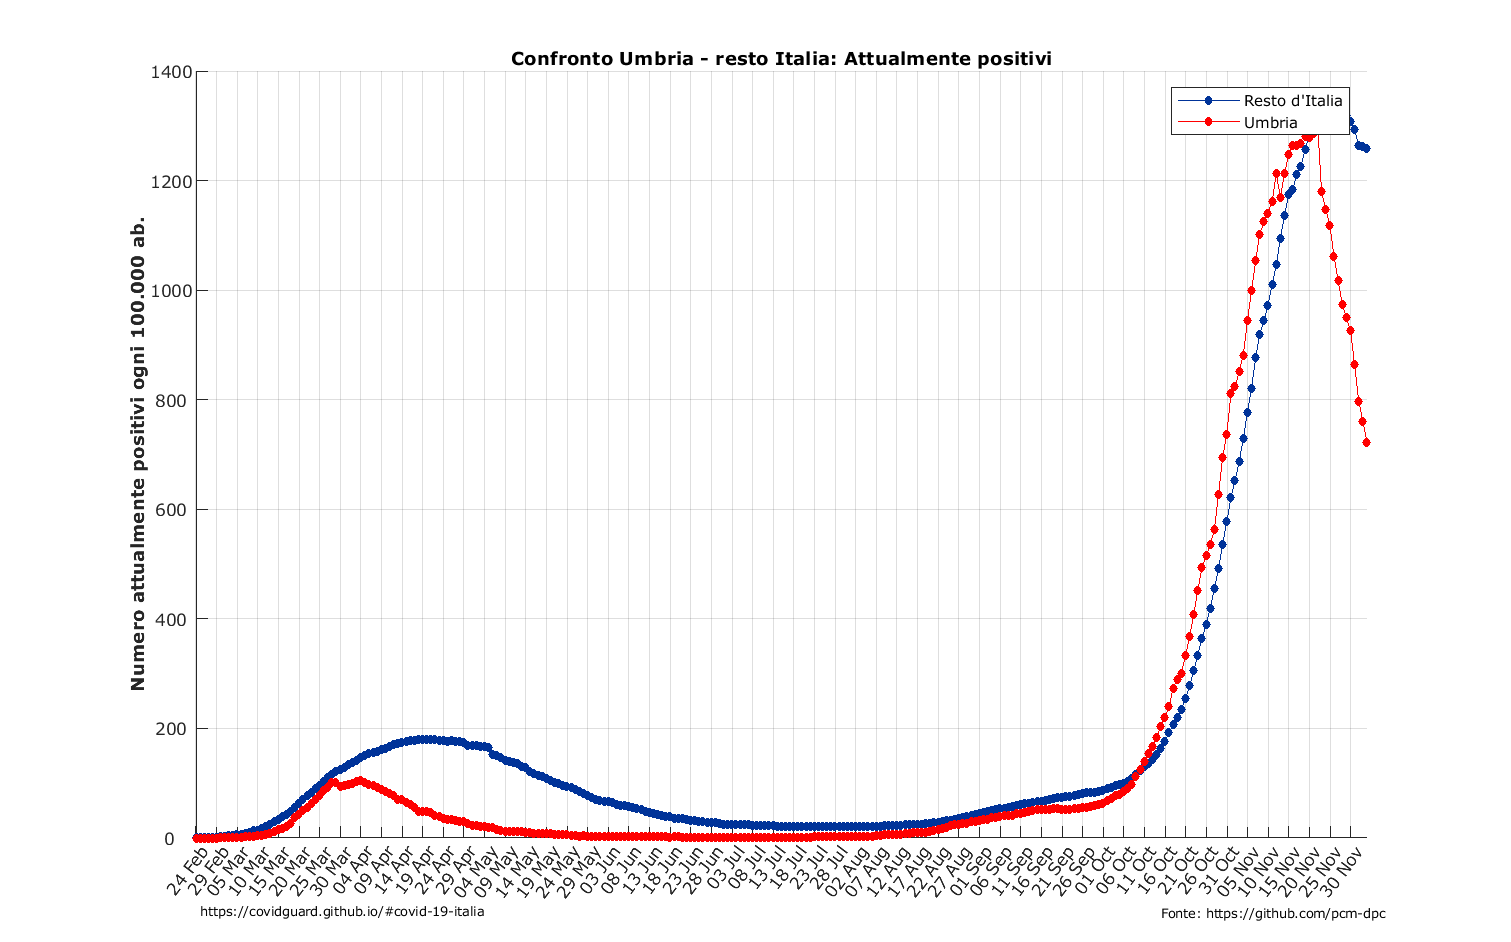 Confronto Umbria - resto Italia: Attualmente positivi
1400
1200
1000
800
600
400
200
0
Numero attualmente positivi ogni 100.000 ab.
Resto d'Italia
Umbria
24 Feb
29 Feb
05 Mar
10 Mar
15 Mar
20 Mar
25 Mar
30 Mar
04 Apr
09 Apr
14 Apr
19 Apr
24 Apr
29 Apr
04 May
09 May
14 May
19 May
24 May
29 May
03 Jun
08 Jun
13 Jun
18 Jun
23 Jun
28 Jun
03 Jul
08 Jul
13 Jul
18 Jul
23 Jul
28 Jul
02 Aug
07 Aug
12 Aug
17 Aug
22 Aug
27 Aug
01 Sep
06 Sep
11 Sep
16 Sep
21 Sep
26 Sep
01 Oct
06 Oct
11 Oct
16 Oct
21 Oct
26 Oct
31 Oct
05 Nov
10 Nov
15 Nov
20 Nov
25 Nov
30 Nov
https://covidguard.github.io/#covid-19-italia
Fonte: https://github.com/pcm-dpc